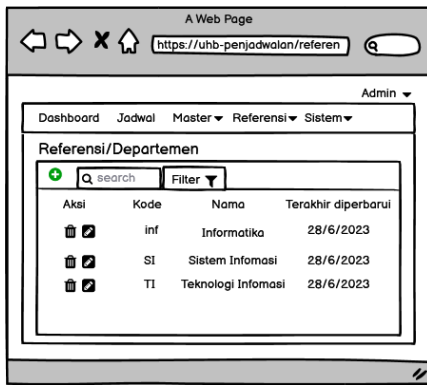 A Web Page
https://uhb-penjadwalan/referen
Admin
Dashboard Jadwal Master Referensi Sistem
Referensi/Departemen
search Filter
Aksi Kode Nama Terakhir diperbarui
inf Informatika 28/6/2023
SI Sistem Infomasi 28/6/2023
TI Teknologi Infomasi 28/6/2023